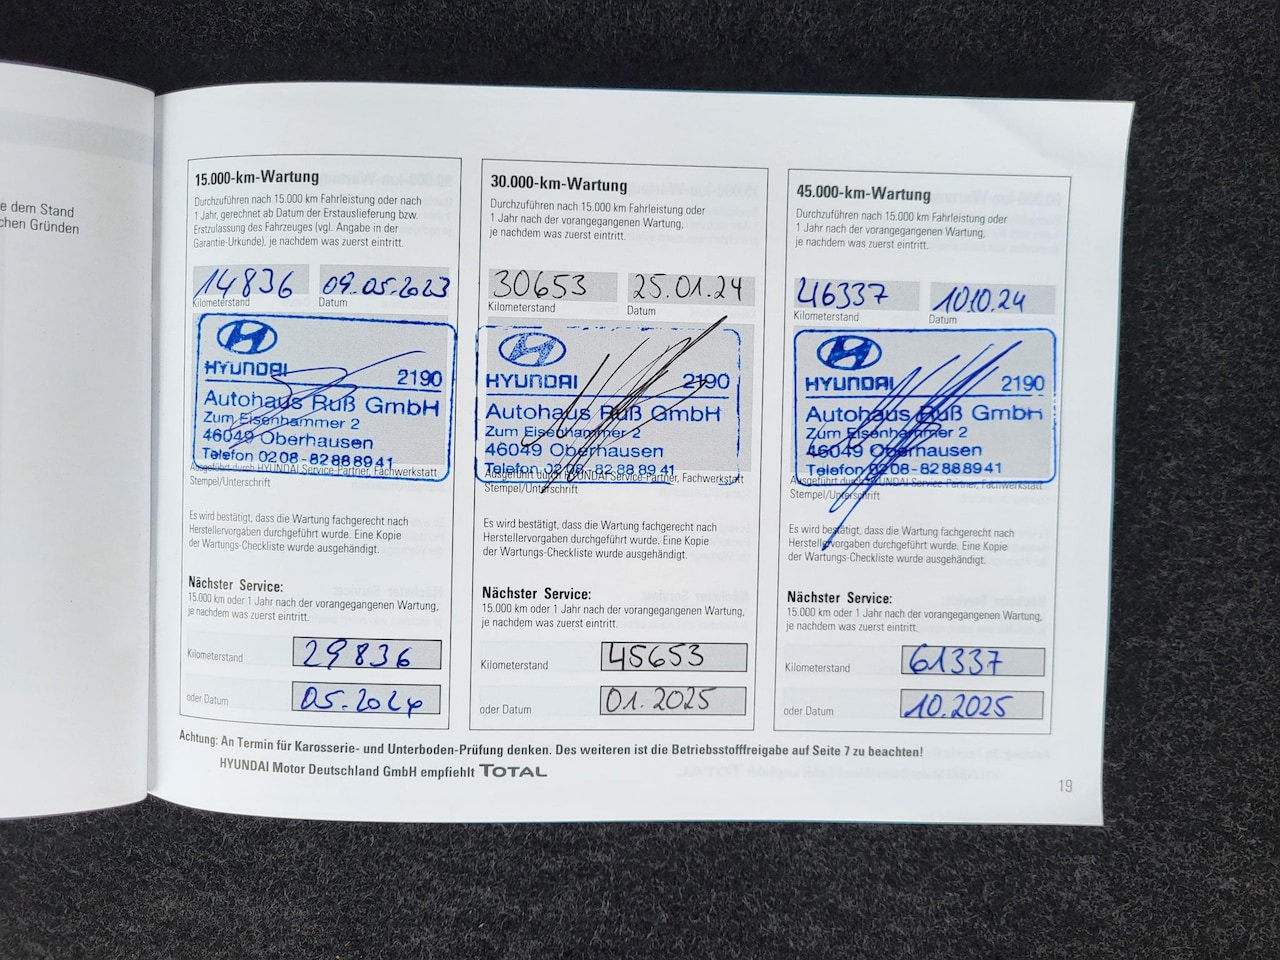 e dem Stand
chen Gründen
15.000-km-Wartung
Durchzuführen nach 15.000 km Fahrleistung oder nach
1 Jahr, gerechnet ab Datum der Erstauslieferung bzw.
Erstzulassung des Fahrzeuges (vgl. Angabe in der
Garantie-Urkunde), je nachdem was zuerst eintritt.
14836 09.05.2023
Kilometerstand Datum
HYUNDAI 2190
Autohaus Ruß GmbH
Zum Eisenhammer 2
46049 Oberhausen
Telefon 0208-82888941
Ausgeführt durch HYUNDAI Service-Partner, Fachwerkstatt
Stempel/Unterschrift
Es wird bestätigt, dass die Wartung fachgerecht nach
Herstellervorgaben durchgeführt wurde. Eine Kopie
der Wartungs-Checkliste wurde ausgehändigt.
Nächster Service:
15.000 km oder 1 Jahr nach der vorangegangenen Wartung,
je nachdem was zuerst eintritt.
Kilometerstand 29836
oder Datum 05.2024
30.000-km-Wartung
Durchzuführen nach 15.000 km Fahrleistung oder
1 Jahr nach der vorangegangenen Wartung,
je nachdem was zuerst eintritt.
30653 25.01.24
Kilometerstand Datum
HYUNDAI 2190
Autohaus Ruß GmbH
Zum Eisenhammer 2
46049 Oberhausen
Telefon 0208-82888941
Ausgeführt durch HYUNDAI Service-Partner, Fachwerkstatt
Stempel/Unterschrift
Es wird bestätigt, dass die Wartung fachgerecht nach
Herstellervorgaben durchgeführt wurde. Eine Kopie
der Wartungs-Checkliste wurde ausgehändigt.
Nächster Service:
15.000 km oder 1 Jahr nach der vorangegangenen Wartung,
je nachdem was zuerst eintritt.
Kilometerstand 45653
oder Datum 01.2025
45.000-km-Wartung
Durchzuführen nach 15.000 km Fahrleistung oder
1 Jahr nach der vorangegangenen Wartung,
je nachdem was zuerst eintritt.
46337 10.10.24
Kilometerstand Datum
HYUNDAI 2190
Autohaus Ruß GmbH
Zum Eisenhammer 2
46049 Oberhausen
Telefon 0208-82888941
Ausgeführt durch HYUNDAI Service-Partner, Fachwerkstatt
Stempel/Unterschrift
Es wird bestätigt, dass die Wartung fachgerecht nach
Herstellervorgaben durchgeführt wurde. Eine Kopie
der Wartungs-Checkliste wurde ausgehändigt.
Nächster Service:
15.000 km oder 1 Jahr nach der vorangegangenen Wartung,
je nachdem was zuerst eintritt.
Kilometerstand 61337
oder Datum 10.2025
Achtung: An Termin für Karosserie- und Unterboden-Prüfung denken. Des weiteren ist die Betriebsstofffreigabe auf Seite 7 zu beachten!
HYUNDAI Motor Deutschland GmbH empfiehlt TOTAL
19